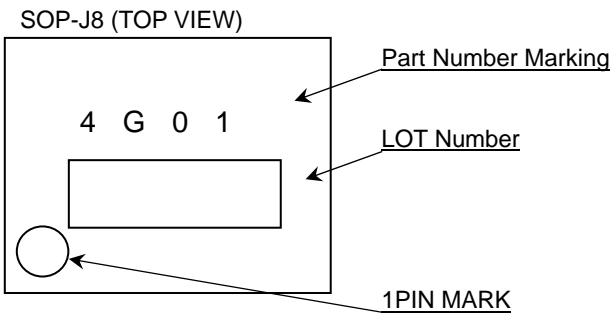 SOP-J8 (TOP VIEW)
Part Number Marking
4 G 0 1
LOT Number
1PIN MARK